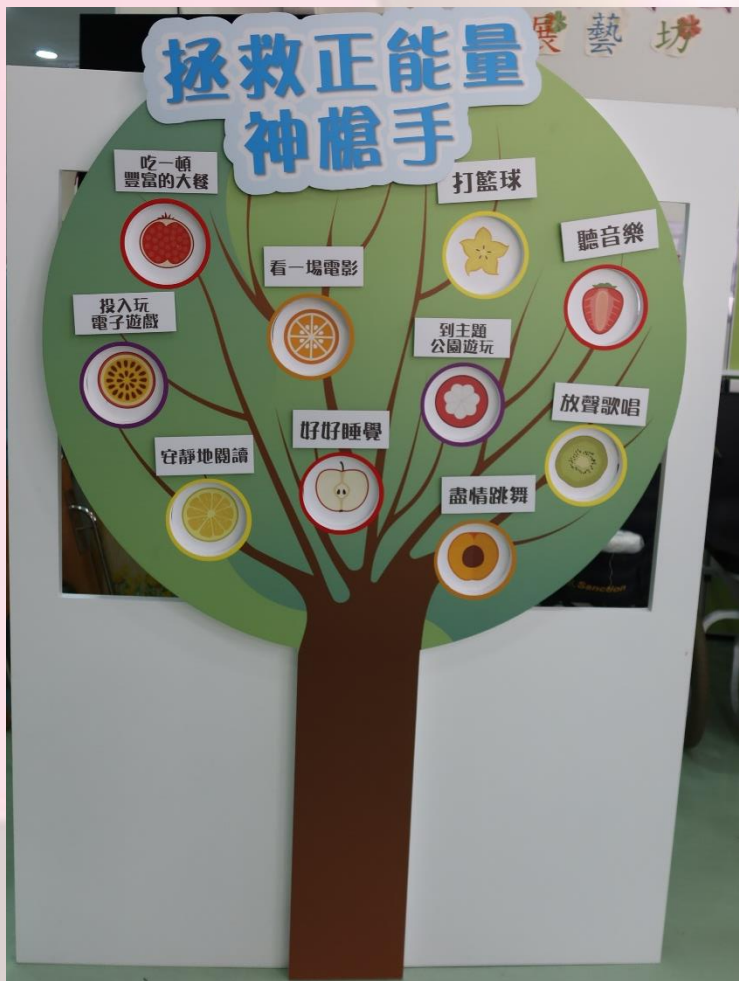 展藝坊
拯救正能量
神槍手
吃一頓
豐富的大餐
打籃球
聽音樂
看一場電影
投入玩
電子遊戲
到主題
公園遊玩
放聲歌唱
好好睡覺
安靜地閱讀
盡情跳舞
Sanction